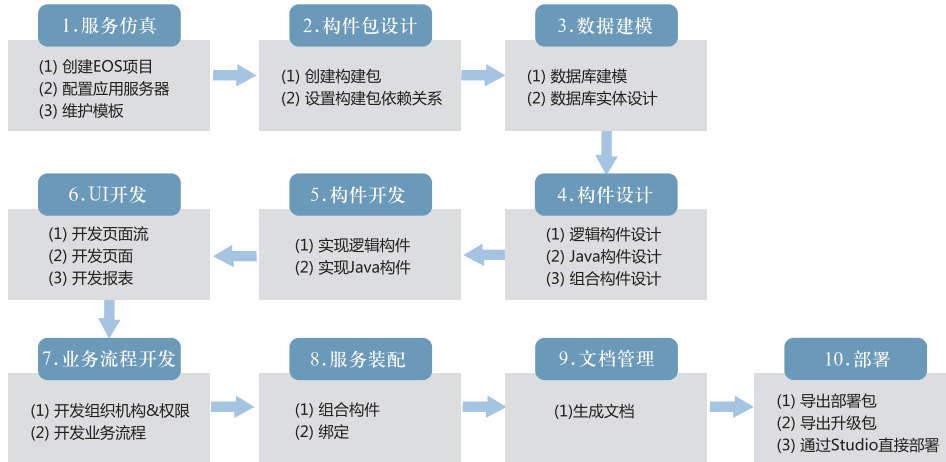 1.服务仿真
(1) 创建EOS项目
(2) 配置应用服务器
(3) 维护模板
2.构件包设计
(1) 创建构建包
(2) 设置构建包依赖关系
3.数据建模
(1) 数据库建模
(2) 数据库实体设计
4.构件设计
(1) 逻辑构件设计
(2) Java构件设计
(3) 组合构件设计
5.构件开发
(1) 实现逻辑构件
(2) 实现Java构件
6.UI开发
(1) 开发页面流
(2) 开发页面
(3) 开发报表
7.业务流程开发
(1) 开发组织机构&权限
(2) 开发业务流程
8.服务装配
(1) 组合构件
(2) 绑定
9.文档管理
(1)生成文档
10.部署
(1) 导出部署包
(2) 导出升级包
(3) 通过Studio直接部署